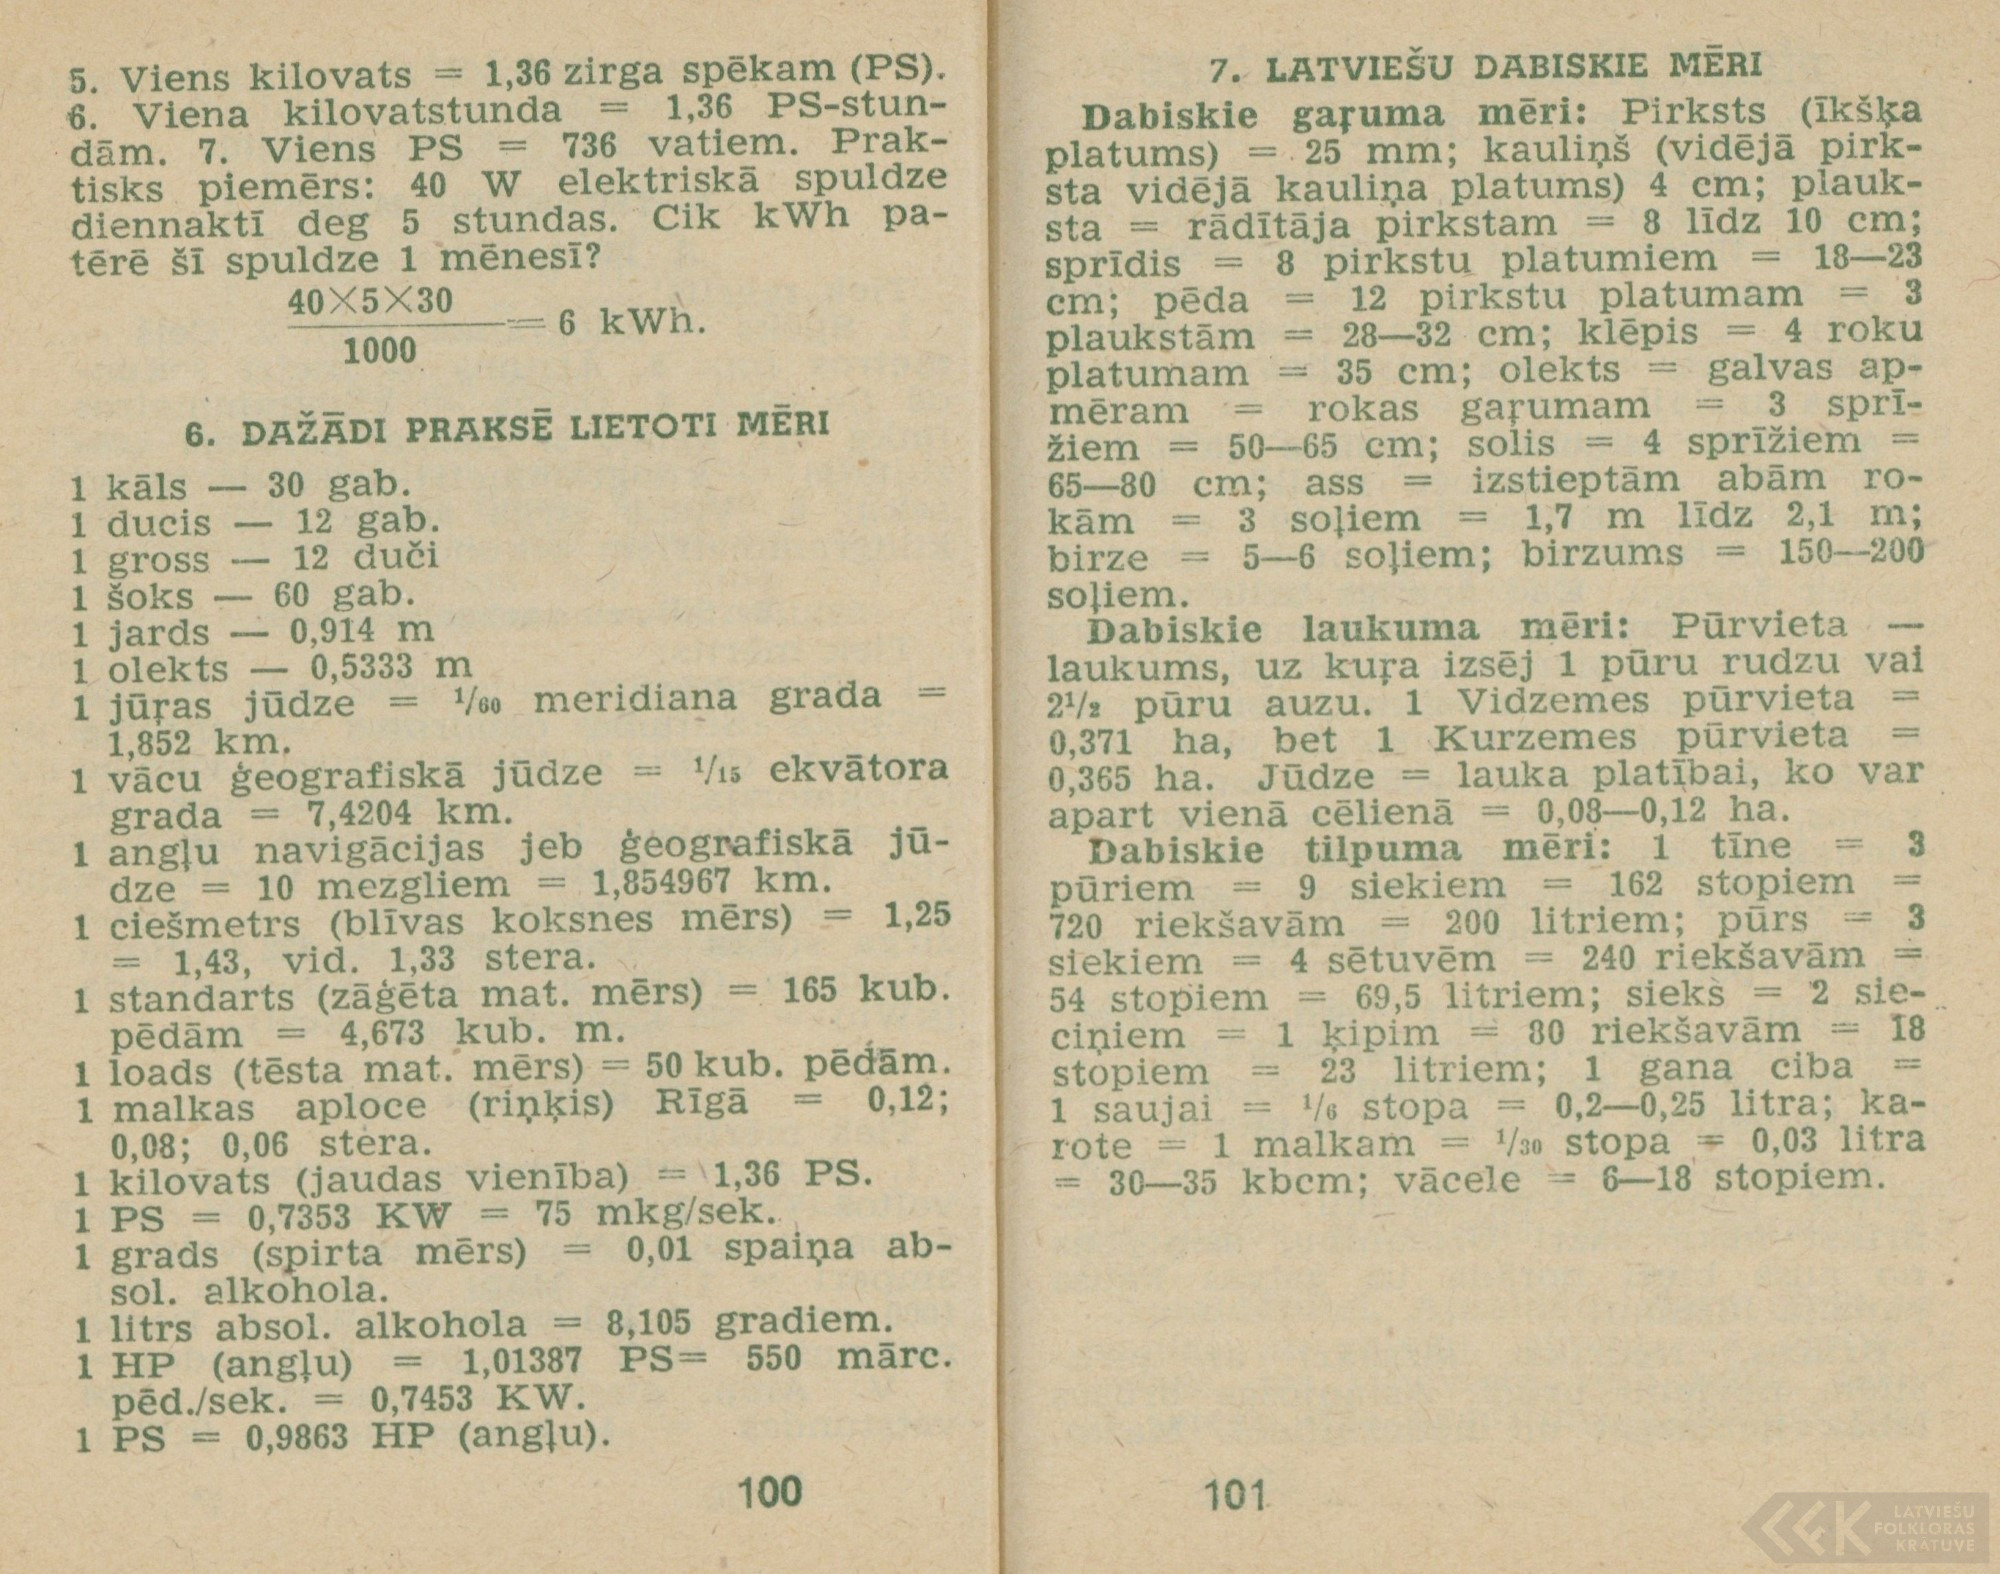 5. Viens kilovats = 1,36 zirga spēkam (PS).
6. Viena kilovatstunda = 1,36 PS-stun-
dām. 7. Viens PS = 736 vatiem. Prak-
tisks piemērs: 40 W elektriskā spuldze
diennaktī deg 5 stundas. Cik kWh pa-
tērē šī spuldze 1 mēnesī?
40×5×30
= 6 kWh.
1000
6. DAŽĀDI PRAKSĒ LIETOTI MĒRI
1 kāls — 30 gab.
1 ducis — 12 gab.
1 gross — 12 duči
1 šoks — 60 gab.
1 jards — 0,914 m
1 olekts — 0,5333 m
1 jūŗas jūdze = 1/60 meridiana grada =
1,852 km.
1 vācu ģeografiskā jūdze = 1/15 ekvātora
grada = 7,4204 km.
1 angļu navigācijas jeb ģeografiskā jū-
dze = 10 mezgliem = 1,854967 km.
1 ciešmetrs (blīvas koksnes mērs) = 1,25
= 1,43, vid. 1,33 stera.
1 standarts (zāģēta mat. mērs) = 165 kub.
pēdām = 4,673 kub. m.
1 loads (tēsta mat. mērs) = 50 kub. pēdām.
1 malkas aploce (riņķis) Rīgā = 0,12;
0,08; 0,06 stera.
1 kilovats (jaudas vienība) = 1,36 PS.
1 PS = 0,7353 KW = 75 mkg/sek.
1 grads (spirta mērs) = 0,01 spaiņa ab-
sol. alkohola.
1 litrs absol. alkohola = 8,105 gradiem.
1 HP (angļu) = 1,01387 PS= 550 mārc.
pēd./sek. = 0,7453 KW.
1 PS = 0,9863 HP (angļu).
100
7. LATVIEŠU DABISKIE MĒRI
Dabiskie gaŗuma mēri: Pirksts (īkšķa
platums) = 25 mm; kauliņš (vidējā pirk-
sta vidējā kauliņa platums) 4 cm; plauk-
sta = rādītāja pirkstam = 8 līdz 10 cm;
sprīdis = 8 pirkstu platumiem = 18—23
cm; pēda = 12 pirkstu platumam = 3
plaukstām = 28—32 cm; klēpis = 4 roku
platumam = 35 cm; olekts = galvas ap-
mēram = rokas gaŗumam = 3 sprī-
žiem = 50—65 cm; solis = 4 sprīžiem =
65—80 cm; ass = izstieptām abām ro-
kām = 3 soļiem = 1,7 m līdz 2,1 m;
birze = 5—6 soļiem; birzums = 150—200
soļiem.
Dabiskie laukuma mēri: Pūrvieta —
laukums, uz kuŗa izsēj 1 pūru rudzu vai
2 1/2 pūru auzu. 1 Vidzemes pūrvieta =
0,371 ha, bet 1 Kurzemes pūrvieta =
0,365 ha. Jūdze = lauka platībai, ko var
apart vienā cēlienā = 0,08—0,12 ha.
Dabiskie tilpuma mēri: 1 tīne = 3
pūriem = 9 siekiem = 162 stopiem =
720 riekšavām = 200 litriem; pūrs = 3
siekiem = 4 sētuvēm = 240 riekšavām =
54 stopiem = 69,5 litriem; sieks = 2 sie-
ciņiem = 1 ķipim = 80 riekšavām = 18
stopiem = 23 litriem; 1 gana ciba =
1 saujai = 1/6 stopa = 0,2—0,25 litra; ka-
rote = 1 malkam = 1/30 stopa = 0,03 litra
= 30—35 kbcm; vācele = 6—18 stopiem.
101
LATVIEŠU
FOLKLORAS
KRĀTUVE